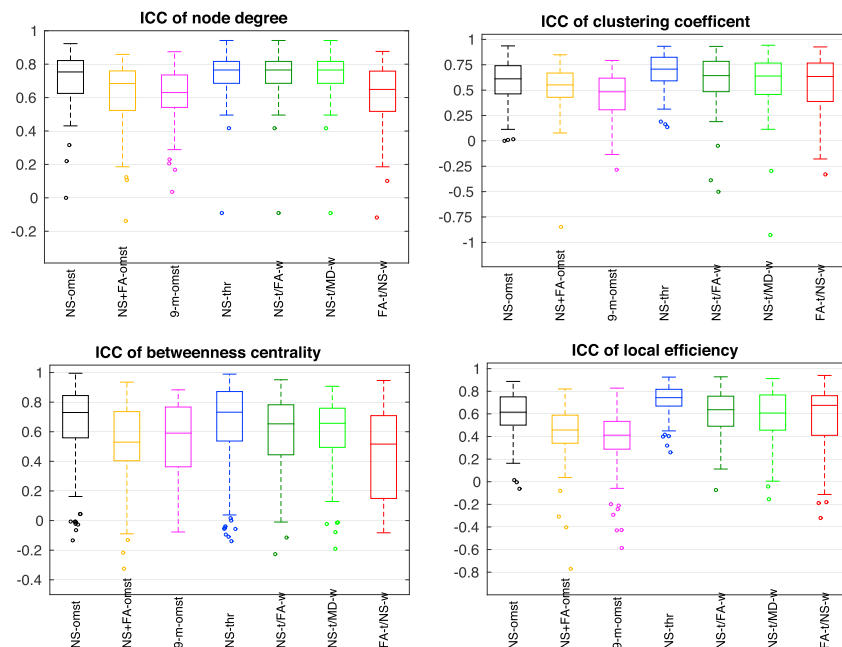 ICC of node degree
1
0.8
0.6
0.4
0.2
0
-0.2
NS-omst
NS+FA-omst
9-m-omst
NS-thr
NS-t/FA-w
NS-t/MD-w
FA-t/NS-w
ICC of clustering coefficent
1
0.75
0.5
0.25
0
-0.25
-0.5
-0.75
-1
NS-omst
NS+FA-omst
9-m-omst
NS-thr
NS-t/FA-w
NS-t/MD-w
FA-t/NS-w
ICC of betweenness centrality
1
0.8
0.6
0.4
0.2
0
-0.2
-0.4
NS-omst
NS+FA-omst
9-m-omst
NS-thr
NS-t/FA-w
NS-t/MD-w
FA-t/NS-w
ICC of local efficiency
1
0.8
0.6
0.4
0.2
0
-0.2
-0.4
-0.6
-0.8
NS-omst
NS+FA-omst
9-m-omst
NS-thr
NS-t/FA-w
NS-t/MD-w
FA-t/NS-w